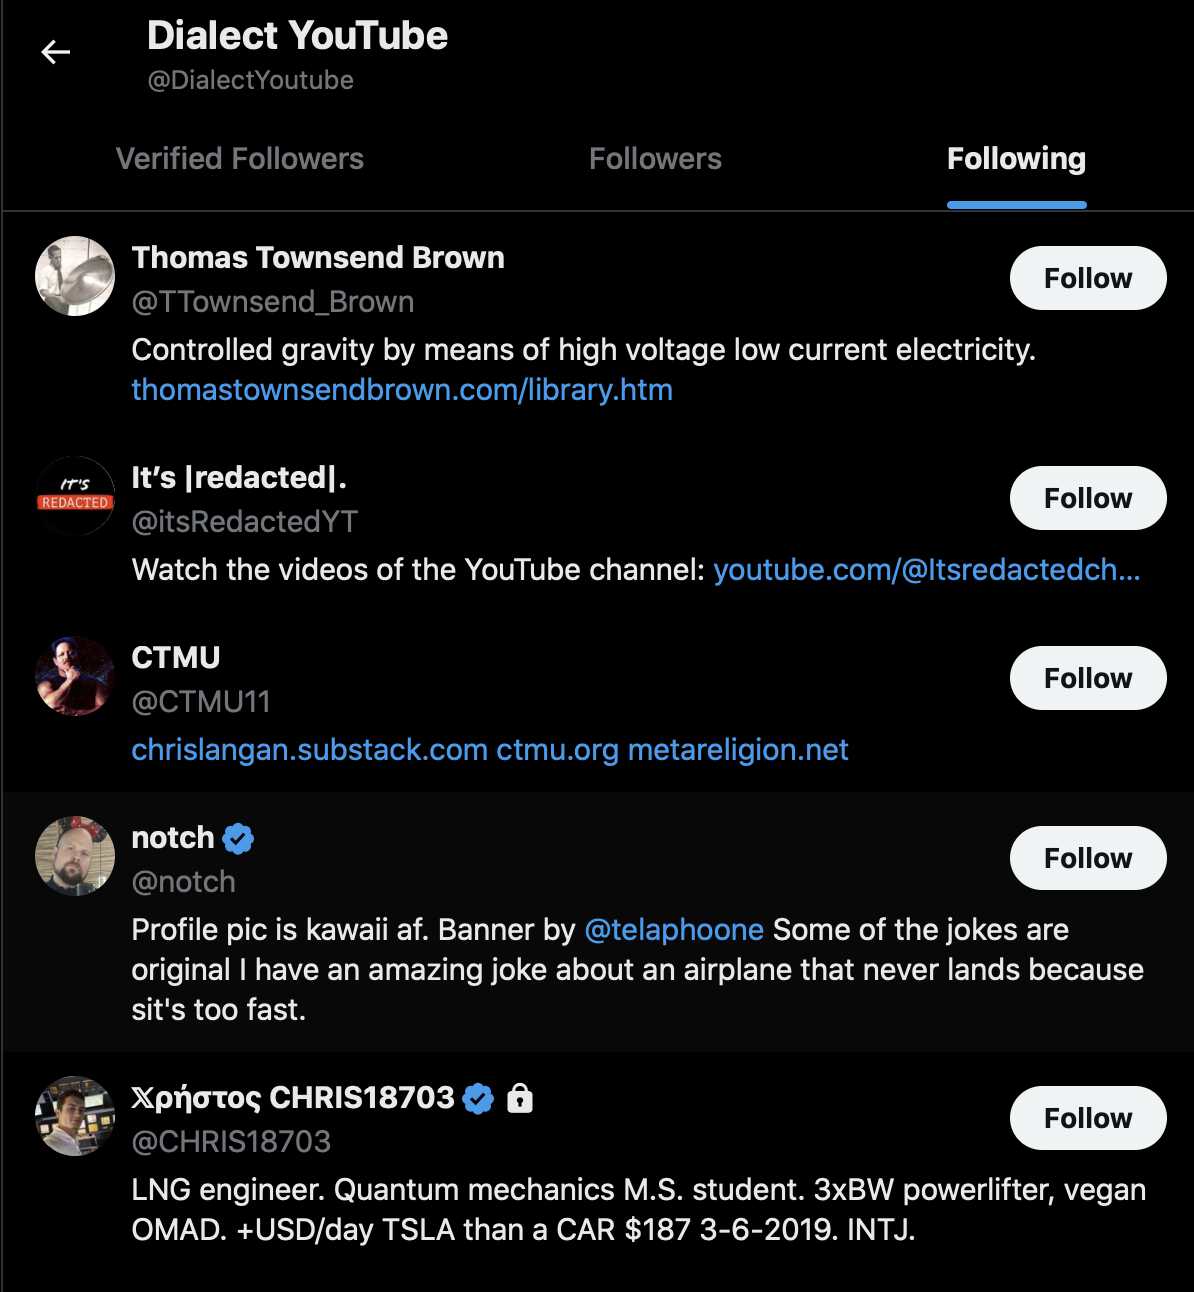 Dialect YouTube
@DialectYoutube
Verified Followers Followers Following
Thomas Townsend Brown
@TTownsend_Brown
Follow
Controlled gravity by means of high voltage low current electricity.
thomastownsendbrown.com/library.htm
IT'S
REDACTED
It’s |redacted|.
@itsRedactedYT
Follow
Watch the videos of the YouTube channel: youtube.com/@Itsredactedch...
CTMU
@CTMU11
Follow
chrislangan.substack.com ctmu.org metareligion.net
notch
@notch
Follow
Profile pic is kawaii af. Banner by @telaphoone Some of the jokes are
original I have an amazing joke about an airplane that never lands because
sit's too fast.
𝕏ρήστος CHRIS18703
@CHRIS18703
Follow
LNG engineer. Quantum mechanics M.S. student. 3xBW powerlifter, vegan
OMAD. +USD/day TSLA than a CAR $187 3-6-2019. INTJ.